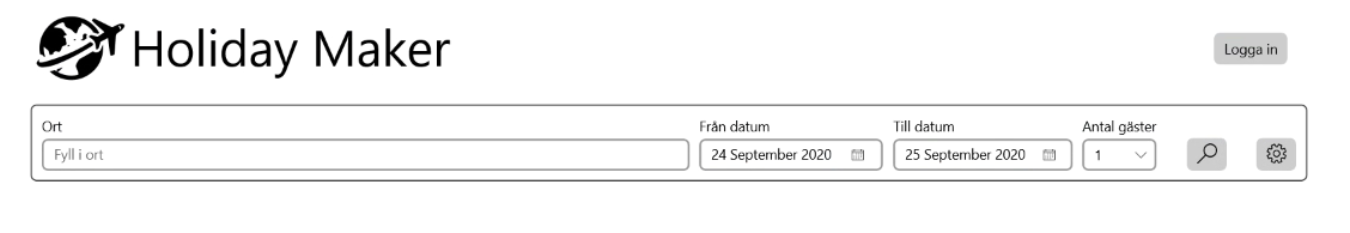 Holiday Maker
Logga in
Ort
Från datum
Till datum
Antal gäster
Fyll i ort
24 September 2020
25 September 2020
1